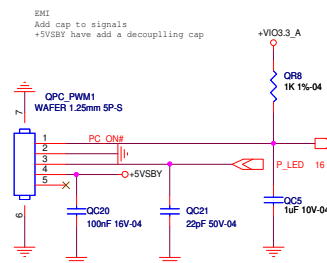 EMI
Add cap to signals
+5VSBY have add a decouplling cap
+VIO3.3_A
QR8
1K 1%-04
QPC_PWM1
WAFER 1.25mm 5P-S
7
1
PC_ON#
2
3
P_LED 16
4
+5VSBY
5
6
QC20
100nF 16V-04
QC21
22pF 50V-04
QC5
1uF 10V-04